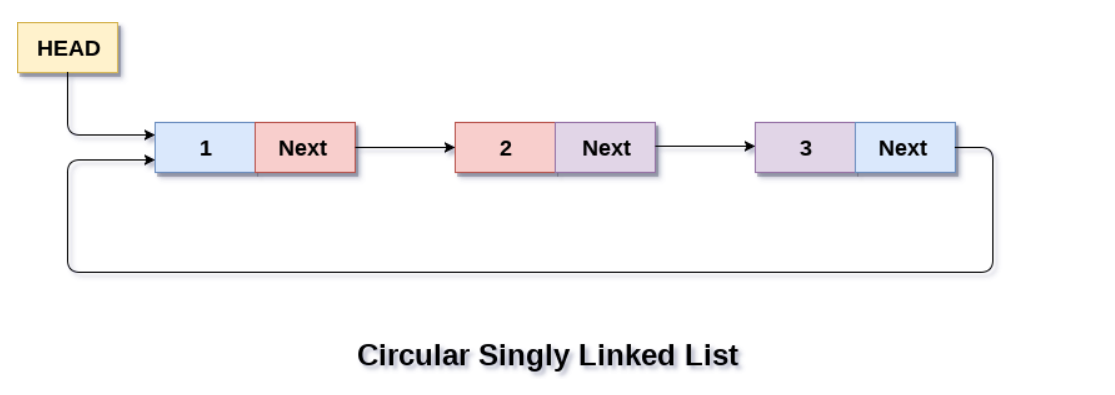 HEAD
1 Next 2 Next 3 Next
Circular Singly Linked List